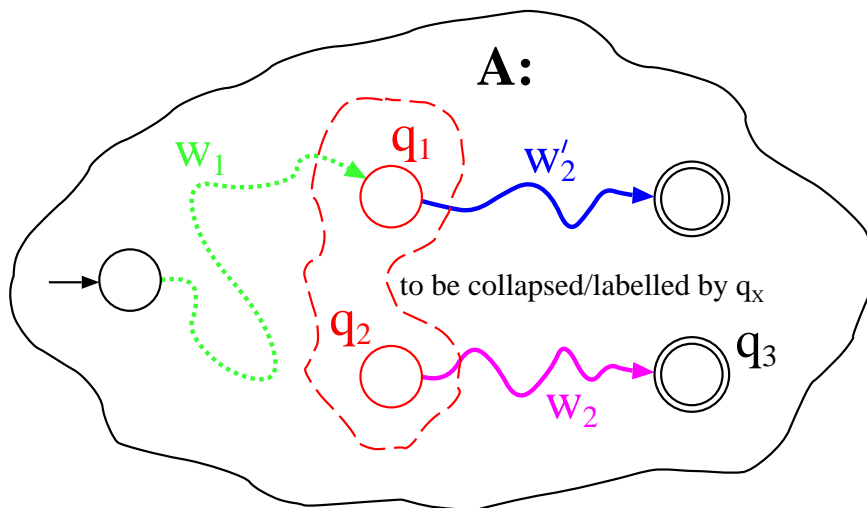 A:
w₁
q₁
w′₂
to be collapsed/labelled by qₓ
q₂
w₂
q₃